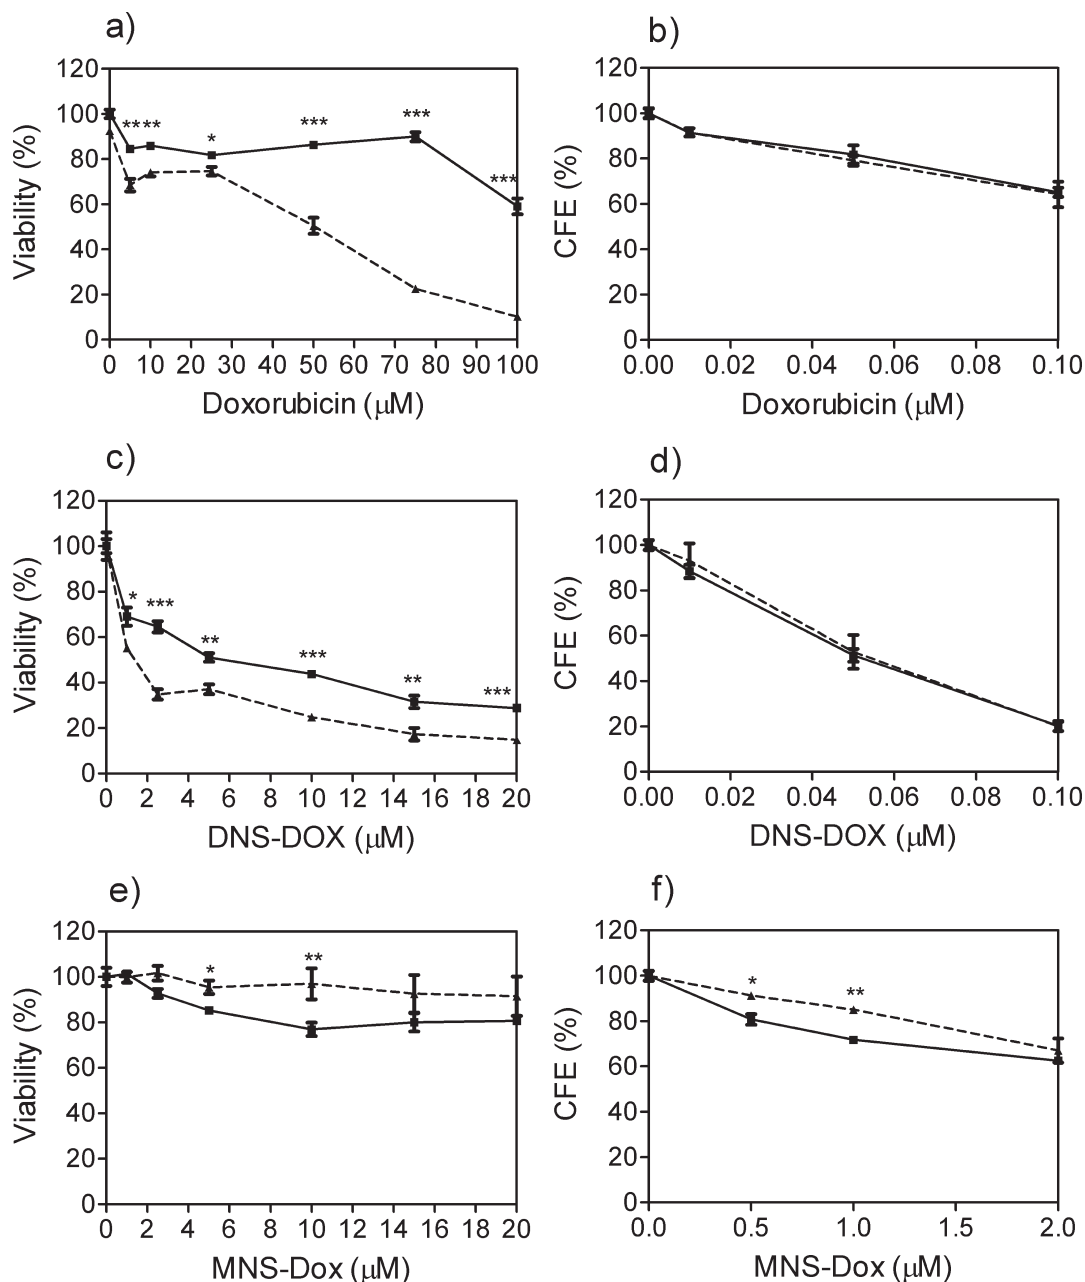 a)
120
100
80
60
40
20
0
Viability (%)
** ** * *** *** ***
0 10 20 30 40 50 60 70 80 90 100
Doxorubicin (μM)
b)
120
100
80
60
40
20
0
CFE (%)
0.00 0.02 0.04 0.06 0.08 0.10
Doxorubicin (μM)
c)
120
100
80
60
40
20
0
Viability (%)
* *** ** *** ** ***
0 2 4 6 8 10 12 14 16 18 20
DNS-DOX (μM)
d)
120
100
80
60
40
20
0
CFE (%)
0.00 0.02 0.04 0.06 0.08 0.10
DNS-DOX (μM)
e)
120
100
80
60
40
20
0
Viability (%)
* **
0 2 4 6 8 10 12 14 16 18 20
MNS-Dox (μM)
f)
120
100
80
60
40
20
0
CFE (%)
* **
0.0 0.5 1.0 1.5 2.0
MNS-Dox (μM)